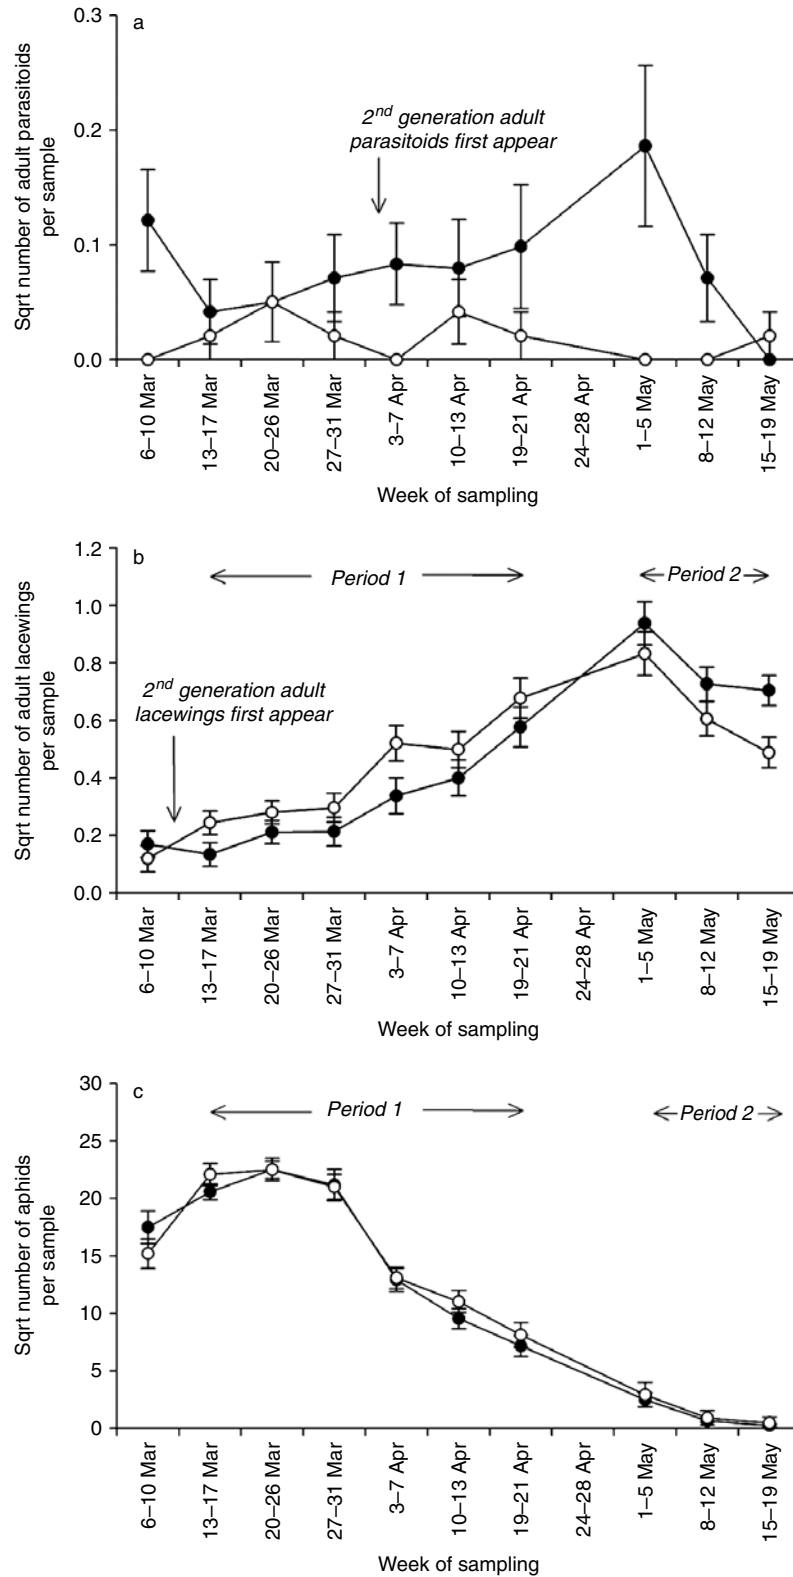 a
Sqrt number of adult parasitoids
per sample
0.3
0.2
0.1
0.0
2nd generation adult
parasitoids first appear
6–10 Mar
13–17 Mar
20–26 Mar
27–31 Mar
3–7 Apr
10–13 Apr
19–21 Apr
24–28 Apr
1–5 May
8–12 May
15–19 May
Week of sampling
b
Sqrt number of adult lacewings
per sample
1.2
1.0
0.8
0.6
0.4
0.2
0.0
Period 1
Period 2
2nd generation adult
lacewings first appear
6–10 Mar
13–17 Mar
20–26 Mar
27–31 Mar
3–7 Apr
10–13 Apr
19–21 Apr
24–28 Apr
1–5 May
8–12 May
15–19 May
Week of sampling
c
Sqrt number of aphids
per sample
30
25
20
15
10
5
0
Period 1
Period 2
6–10 Mar
13–17 Mar
20–26 Mar
27–31 Mar
3–7 Apr
10–13 Apr
19–21 Apr
24–28 Apr
1–5 May
8–12 May
15–19 May
Week of sampling